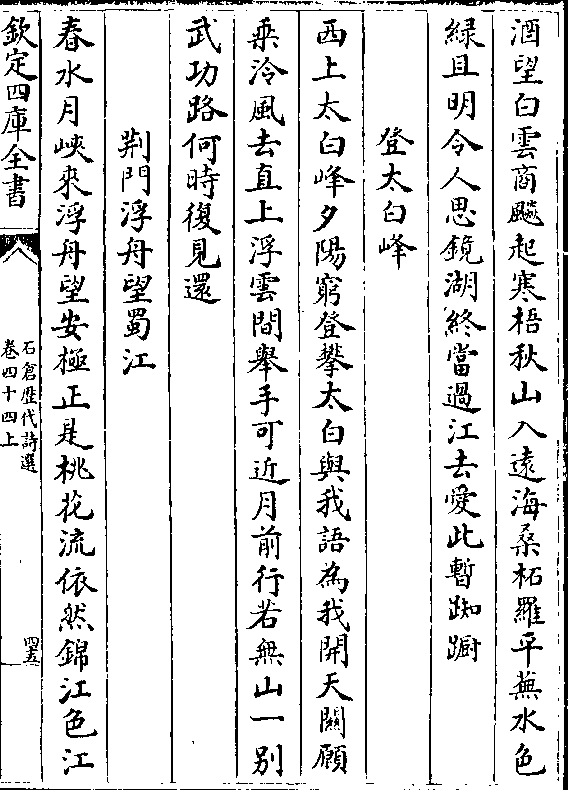 酒望白雲商飇起寒梧秋山入遠海桑柘羅平蕪水色
緑且明令人思鏡湖終當過江去愛此暫踟蹰
登太白峰
西上太白峰夕陽窮登攀太白與我語為我開天關願
乘泠風去直上浮雲間舉手可近月前行若無山一别
武功路何時復見還
荆門浮舟望蜀江
春水月峽來浮舟望安極正是桃花流依然錦江色江
欽定四庫全書
石倉歴代詩選
卷四十四上
四五